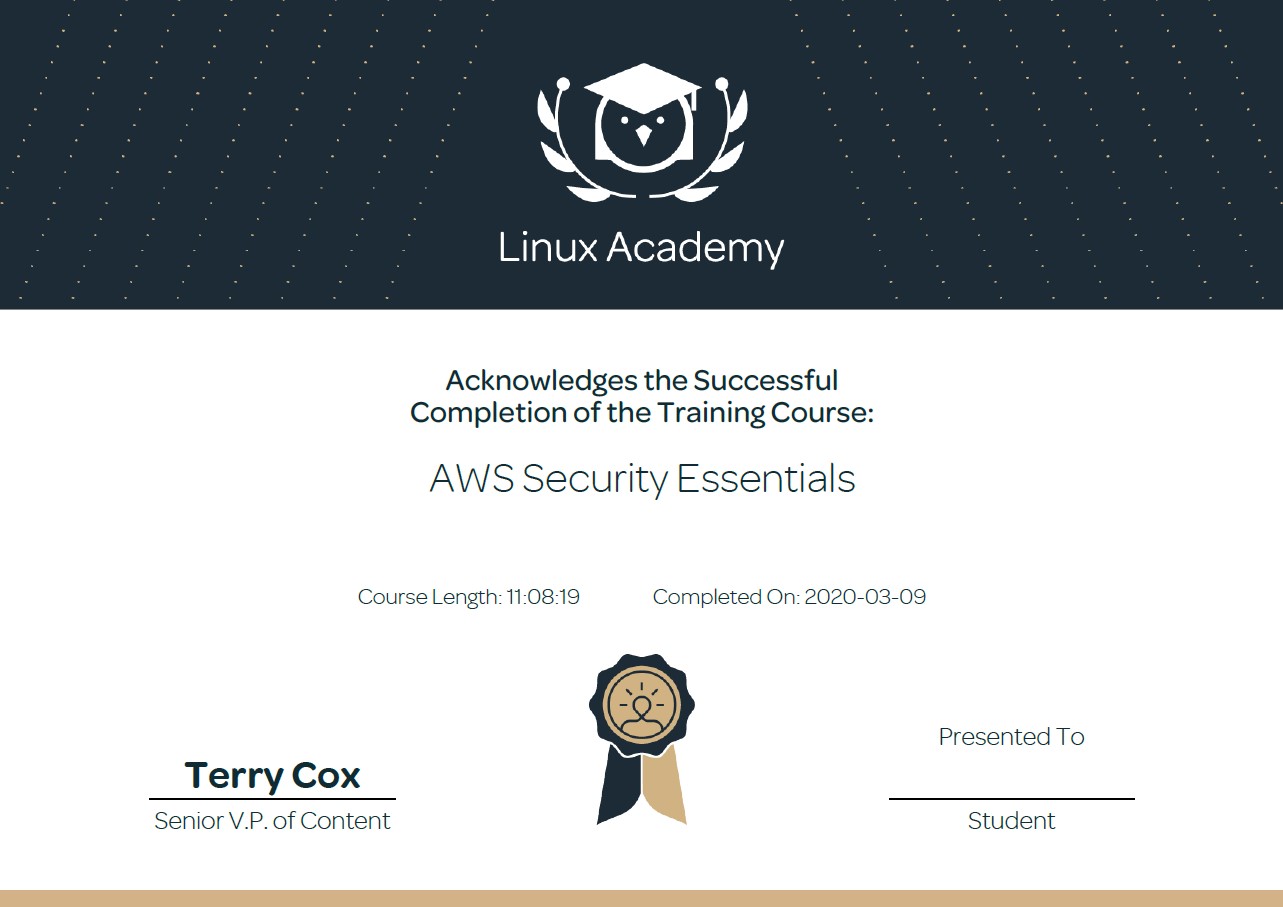 Linux Academy
Acknowledges the Successful
Completion of the Training Course:
AWS Security Essentials
Course Length: 11:08:19 Completed On: 2020-03-09
Presented To
Terry Cox
Senior V.P. of Content
Student